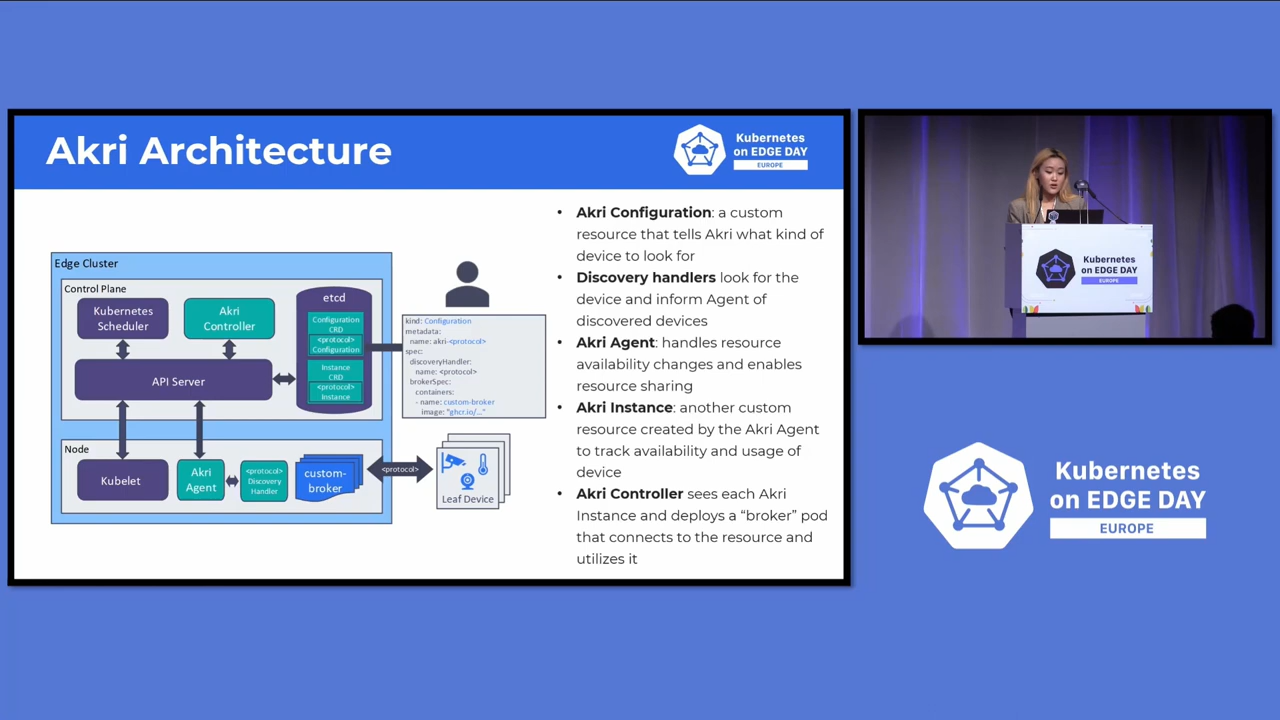 Akri Architecture
Kubernetes
on EDGE DAY
EUROPE
Edge Cluster
Control Plane
Kubernetes
Scheduler
Akri
Controller
etcd
Configuration
CRD
<protocol>
Configuration
Instance
CRD
<protocol>
Instance
API Server
Node
Kubelet
Akri
Agent
<protocol>
Discovery
Handler
custom-
broker
<protocol>
Leaf Device
kind: Configuration
metadata:
name: akri-<protocol>
spec:
discoveryHandler:
name: <protocol>
brokerSpec:
containers:
- name: custom-broker
image: "ghcr.io/..."
• Akri Configuration: a custom
resource that tells Akri what kind of
device to look for
• Discovery handlers look for the
device and inform Agent of
discovered devices
• Akri Agent: handles resource
availability changes and enables
resource sharing
• Akri Instance: another custom
resource created by the Akri Agent
to track availability and usage of
device
• Akri Controller sees each Akri
Instance and deploys a “broker” pod
that connects to the resource and
utilizes it
Kubernetes
on EDGE DAY
EUROPE
Kubernetes
on EDGE DAY
EUROPE